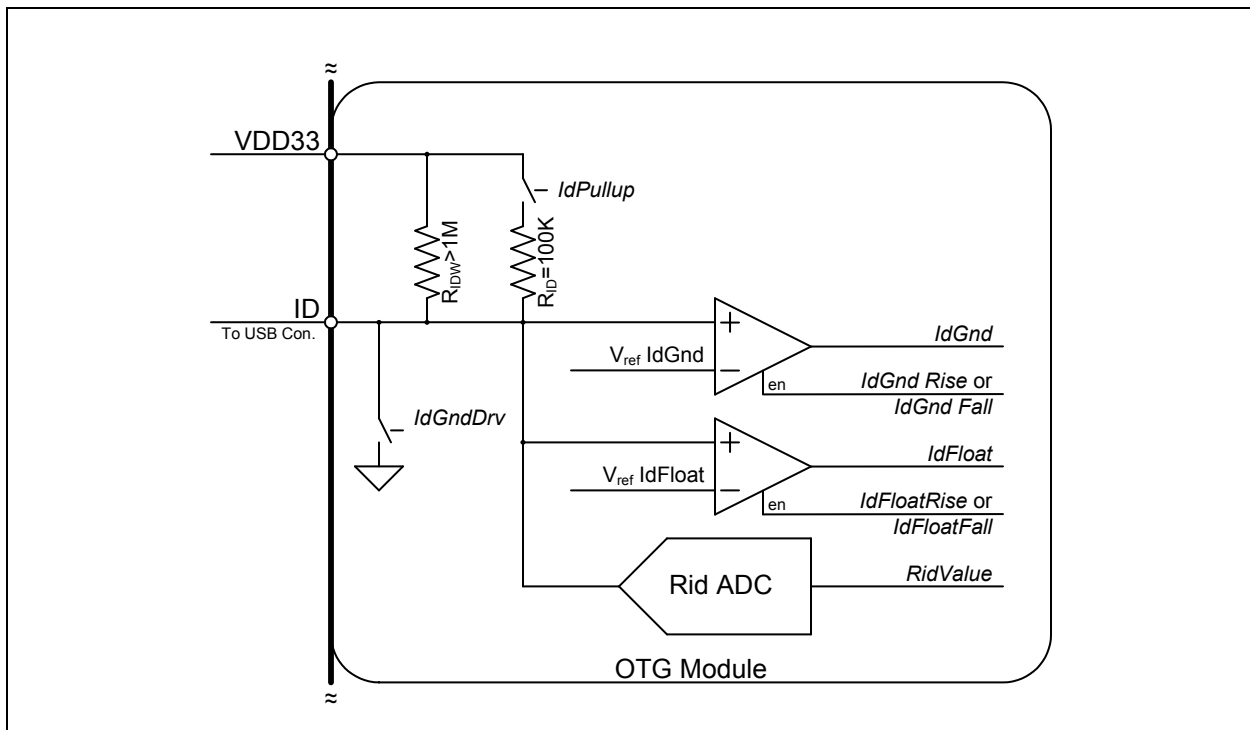 ≈
VDD33
IdPullup
RIDW>1M
RID=100K
ID
To USB Con.
+
IdGnd
Vref IdGnd
−
en
IdGnd Rise or
IdGnd Fall
IdGndDrv
+
IdFloat
Vref IdFloat
−
en
IdFloatRise or
IdFloatFall
Rid ADC
RidValue
OTG Module
≈